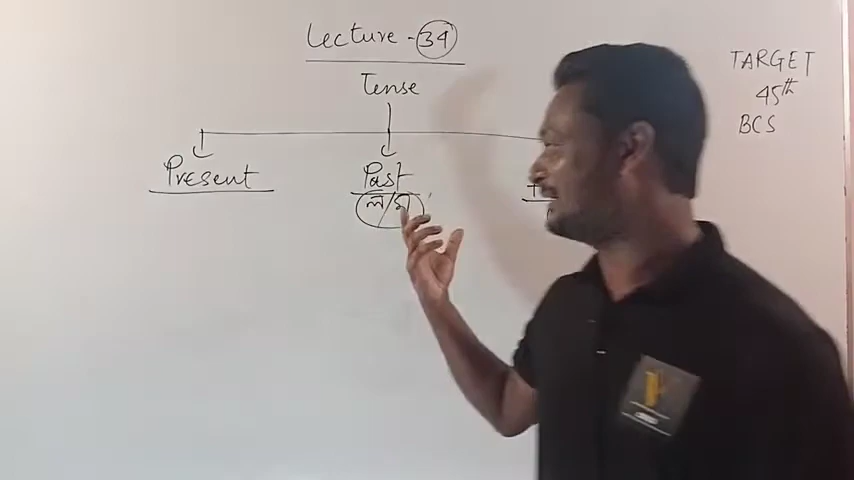 Lecture - 34
Tense
Present Past
ল/ত
TARGET
45th
BCS